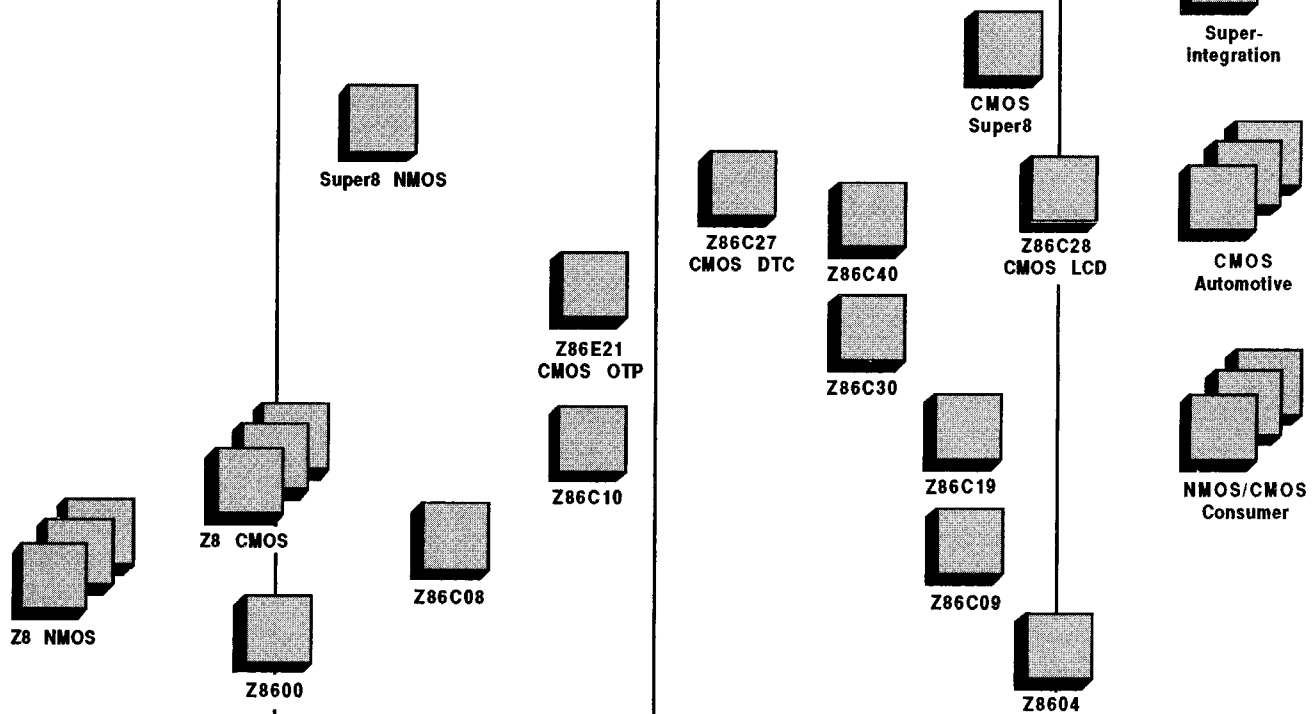 Super-
integration
CMOS
Super8
Super8 NMOS
Z86C27
CMOS DTC
Z86C40
Z86C28
CMOS LCD
CMOS
Automotive
Z86E21
CMOS OTP
Z86C30
Z86C10
Z86C19
NMOS/CMOS
Consumer
Z8 CMOS
Z86C08
Z86C09
Z8 NMOS
Z8600
Z8604